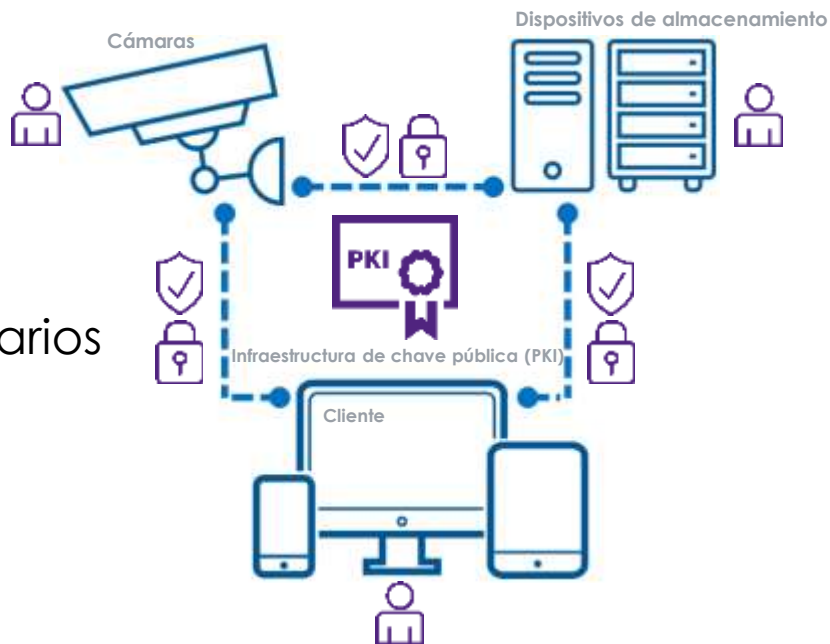 Dispositivos de almacenamiento
Cámaras
PKI
arios
Infraestructura de chave pública (PKI)
Cliente